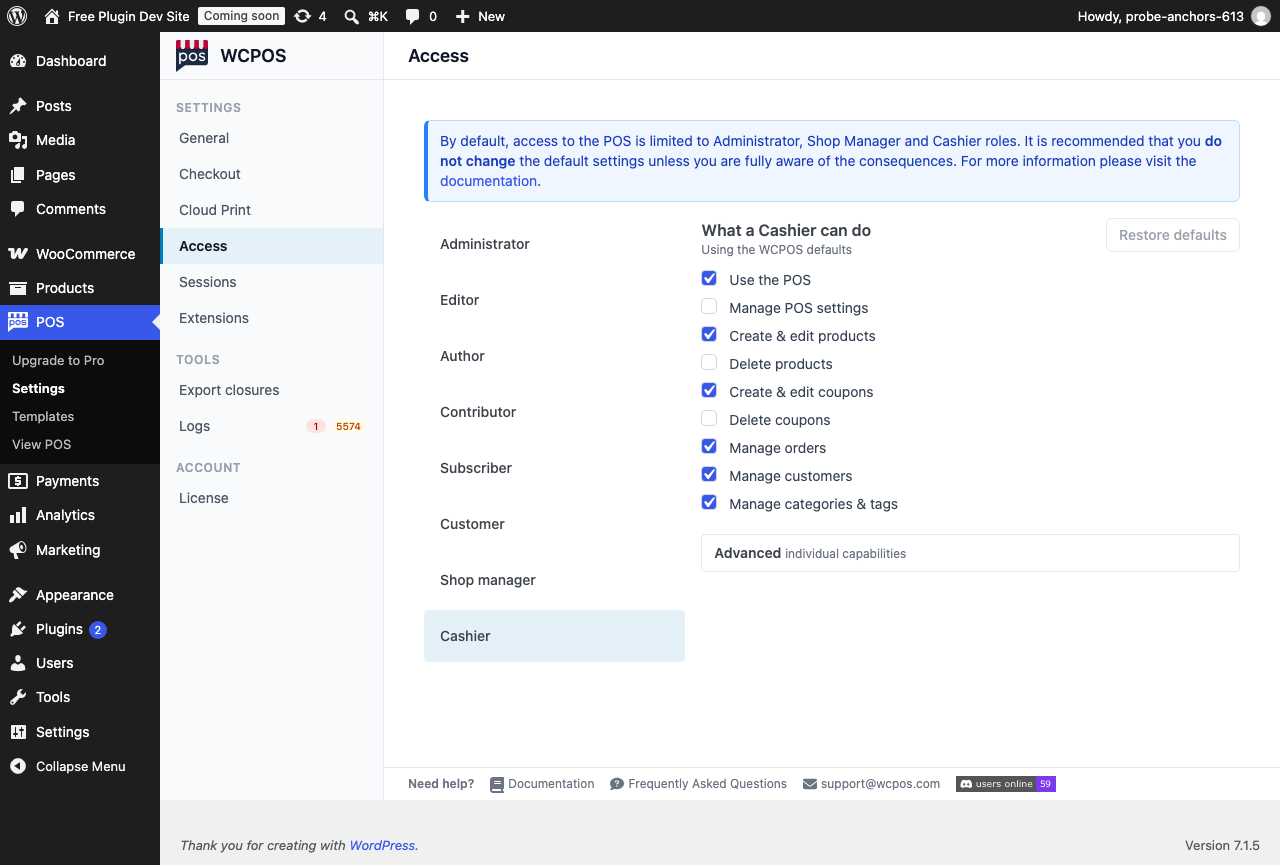 Free Plugin Dev Site
Coming soon
4
⌘K
0
New
Howdy, probe-anchors-613
Dashboard
Posts
Media
Pages
Comments
WooCommerce
Products
POS
Upgrade to Pro
Settings
Templates
View POS
Payments
Analytics
Marketing
Appearance
Plugins 2
Users
Tools
Settings
Collapse Menu
pos WCPOS
SETTINGS
General
Checkout
Cloud Print
Access
Sessions
Extensions
TOOLS
Export closures
Logs 1 5574
ACCOUNT
License
Access
By default, access to the POS is limited to Administrator, Shop Manager and Cashier roles. It is recommended that you do
not change the default settings unless you are fully aware of the consequences. For more information please visit the
documentation.
Administrator
Editor
Author
Contributor
Subscriber
Customer
Shop manager
Cashier
What a Cashier can do
Using the WCPOS defaults
Restore defaults
Use the POS
Manage POS settings
Create & edit products
Delete products
Create & edit coupons
Delete coupons
Manage orders
Manage customers
Manage categories & tags
Advanced individual capabilities
Need help? Documentation Frequently Asked Questions support@wcpos.com users online 59
Thank you for creating with WordPress.
Version 7.1.5